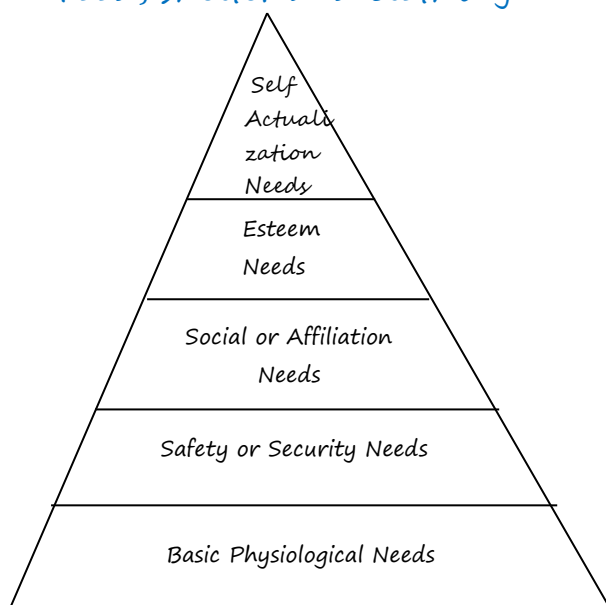 Self
Actuali
zation
Needs
Esteem
Needs
Social or Affiliation
Needs
Safety or Security Needs
Basic Physiological Needs